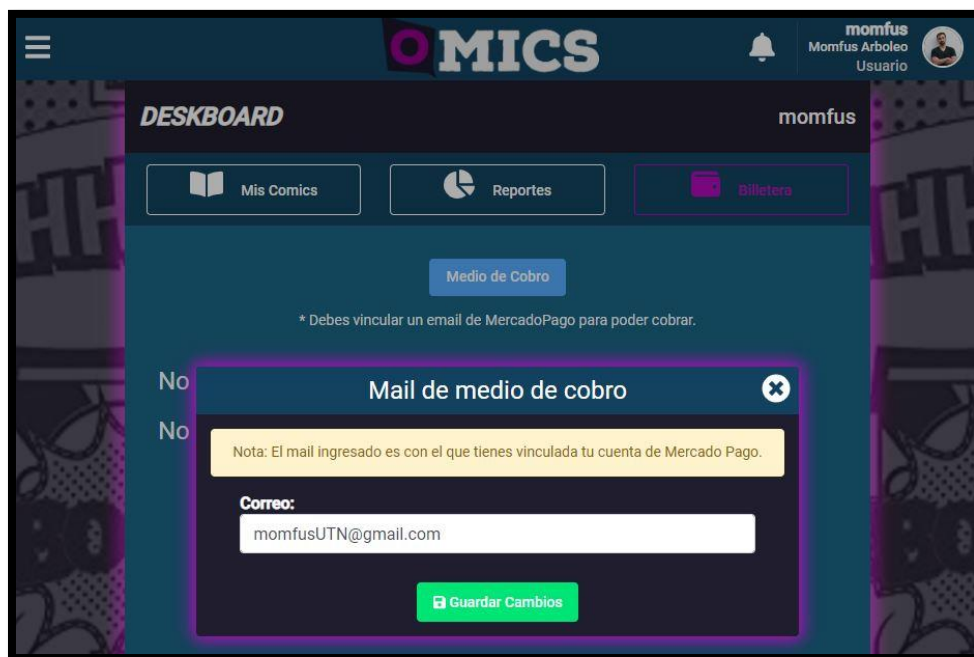 OMICS
momfus
Momfus Arboleo
Usuario
DESKBOARD
momfus
Mis Comics
Reportes
Billetera
Medio de Cobro
* Debes vincular un email de MercadoPago para poder cobrar.
No
No
Mail de medio de cobro
Nota: El mail ingresado es con el que tienes vinculada tu cuenta de Mercado Pago.
Correo:
momfusUTN@gmail.com
Guardar Cambios